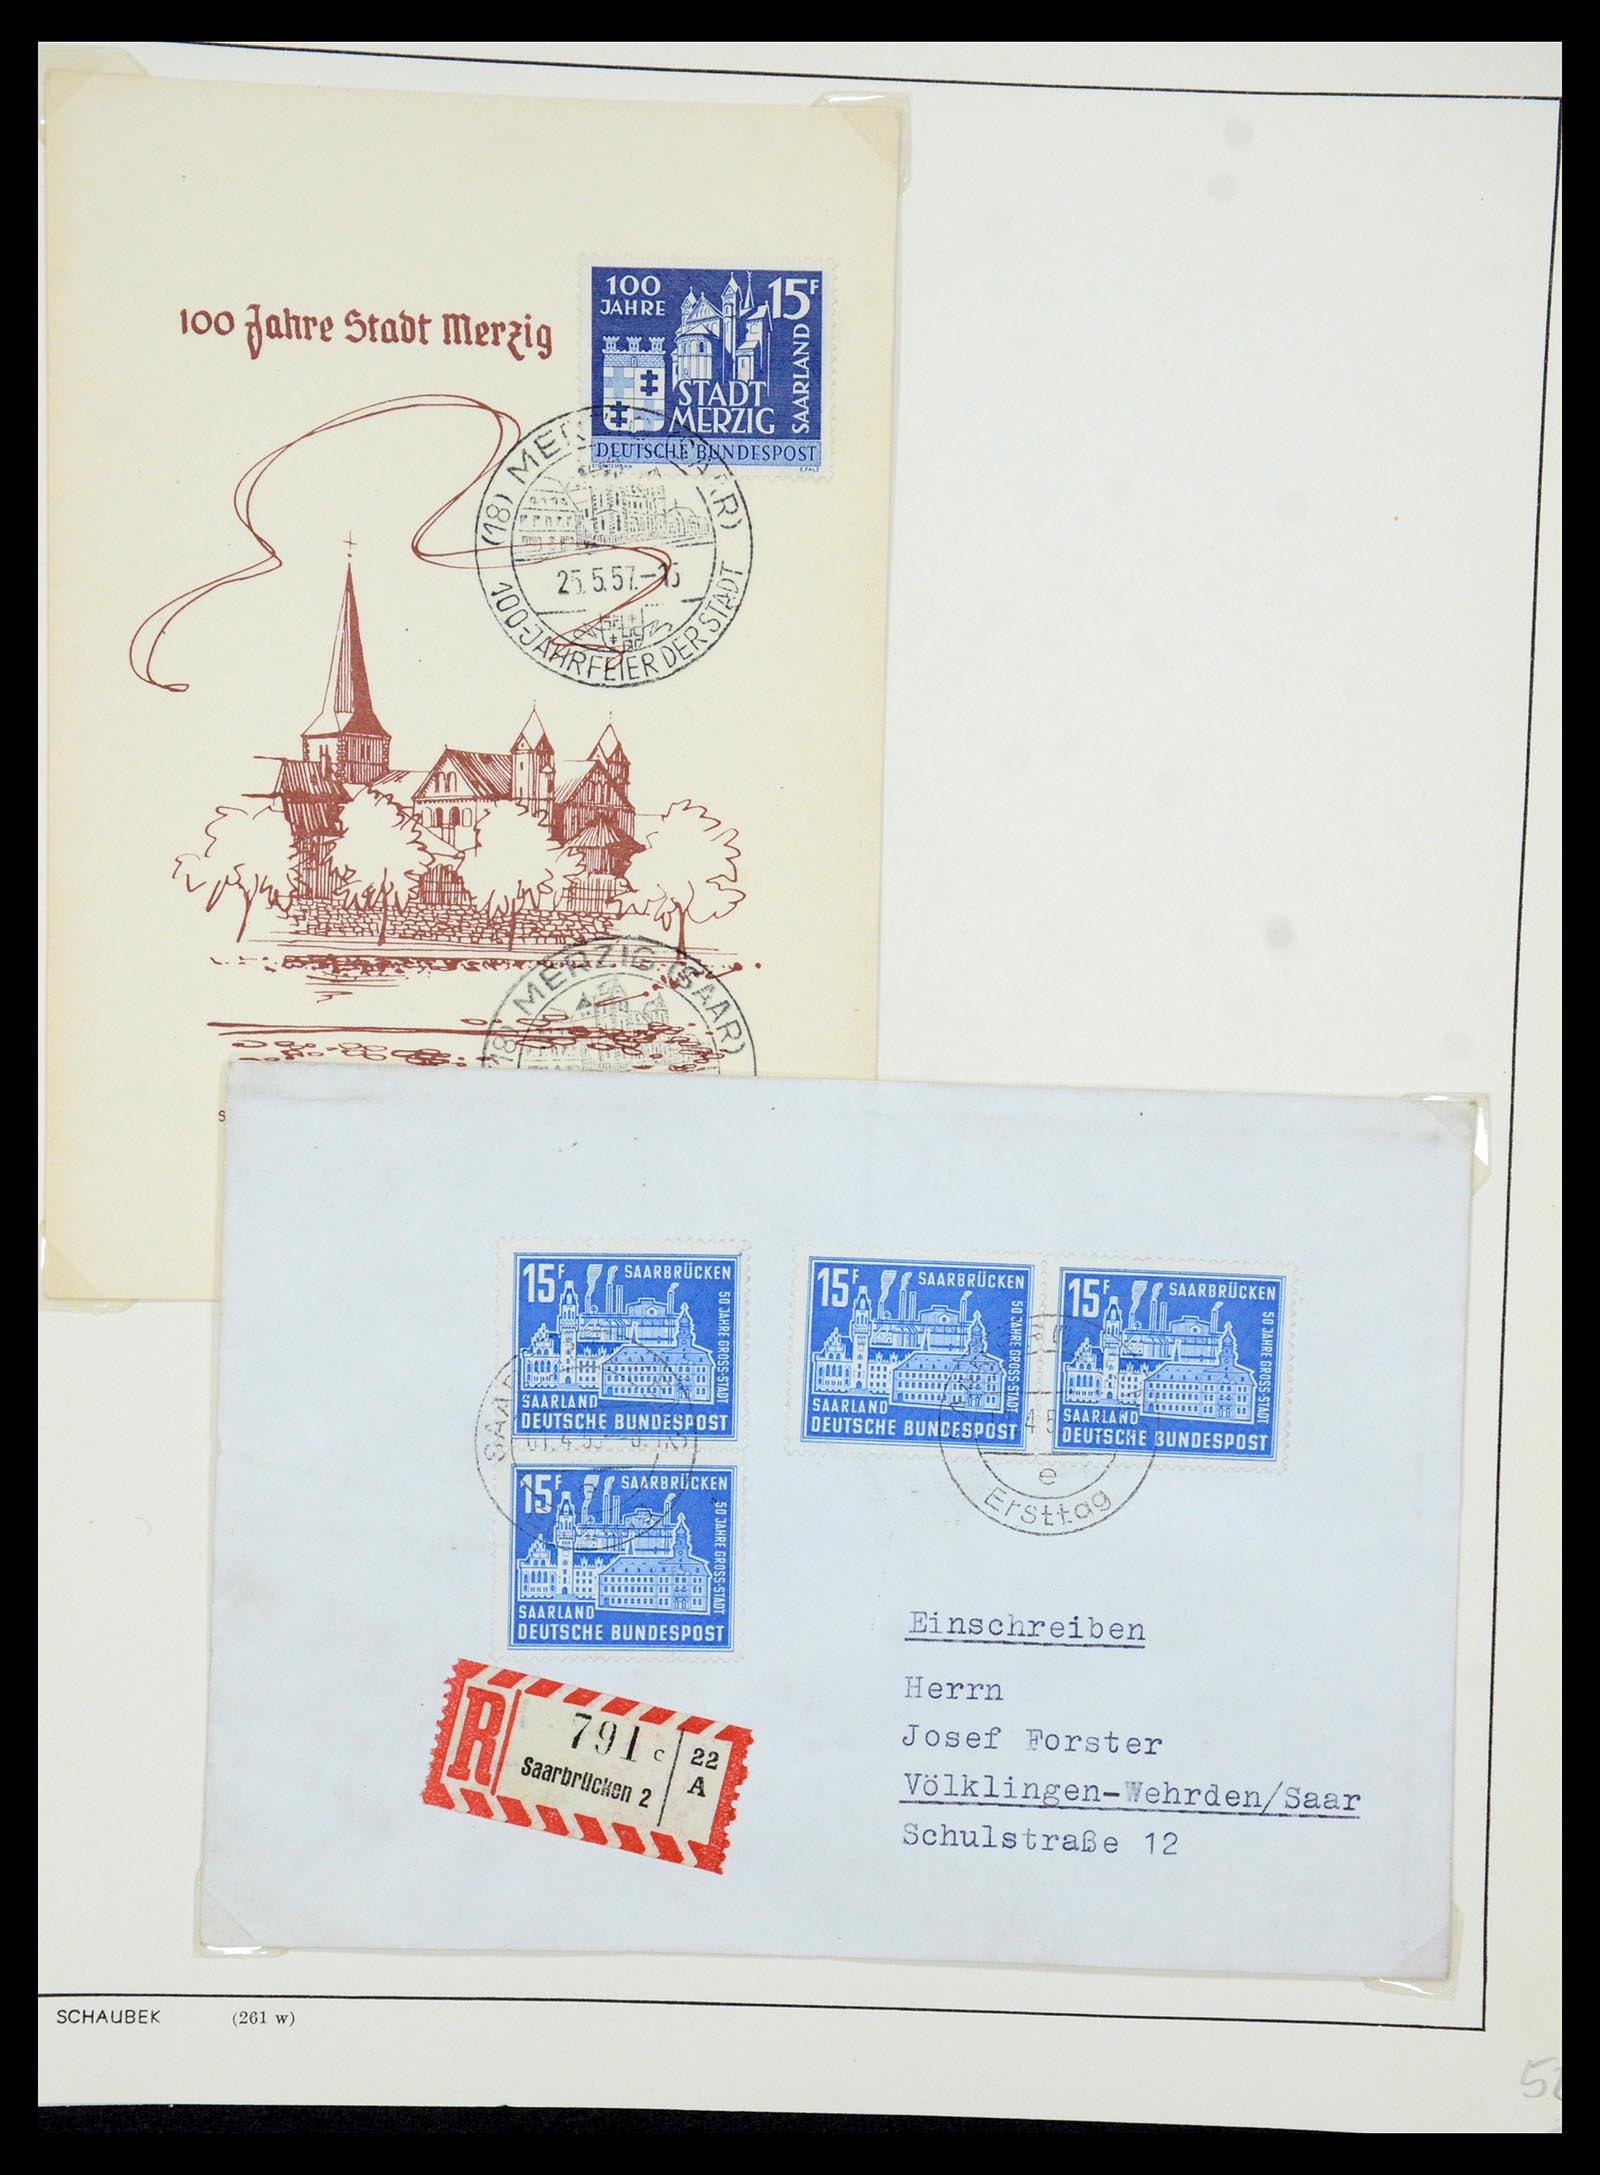 100 Jahre Stadt Merzig
100
JAHRE
15F
SAARLAND
STADT
MERZIG
DEUTSCHE BUNDESPOST
(18) MERZIG (SAAR)
25.5.57.-15
100-JAHRFEIER DER STADT
(18) MERZIG (SAAR)
15F SAARBRÜCKEN
50 JAHRE GROSS-STADT
SAARLAND
DEUTSCHE BUNDESPOST
15F SAARBRÜCKEN
50 JAHRE GROSS-STADT
SAARLAND
DEUTSCHE BUNDESPOST
15F SAARBRÜCKEN
50 JAHRE GROSS-STADT
SAARLAND
DEUTSCHE BUNDESPOST
15F SAARBRÜCKEN
50 JAHRE GROSS-STADT
SAARLAND
DEUTSCHE BUNDESPOST
e
Ersttag
R
791 c
Saarbrücken 2
22
A
Einschreiben
Herrn
Josef Forster
Völklingen-Wehrden/Saar
Schulstraße 12
SCHAUBEK (261 w)